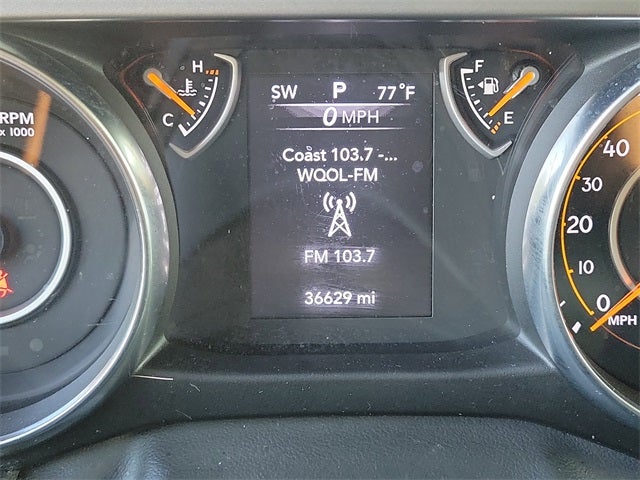 H
C
RPM
x 1000
SW P 77°F
0 MPH
Coast 103.7 -...
WQOL-FM
FM 103.7
36629 mi
F
E
40
30
20
10
0
MPH